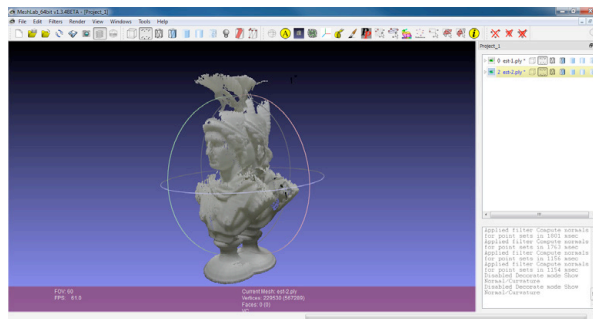 MeshLab_64bit v1.3.4BETA - [Project_1]
File Edit Filters Render View Windows Tools Help
Project_1
0 est-1.ply *
2 est-2.ply *
Applied filter Compute normals
for point sets in 1801 msec
Applied filter Compute normals
for point sets in 1763 msec
Applied filter Compute normals
for point sets in 1156 msec
Applied filter Compute normals
for point sets in 1154 msec
Disabled Decorate mode Show
Normal/Curvature
Disabled Decorate mode Show
Normal/Curvature
FOV: 60
FPS: 61.0
Current Mesh: est-2.ply
Vertices: 229530 (567288)
Faces: 0 (0)
VC